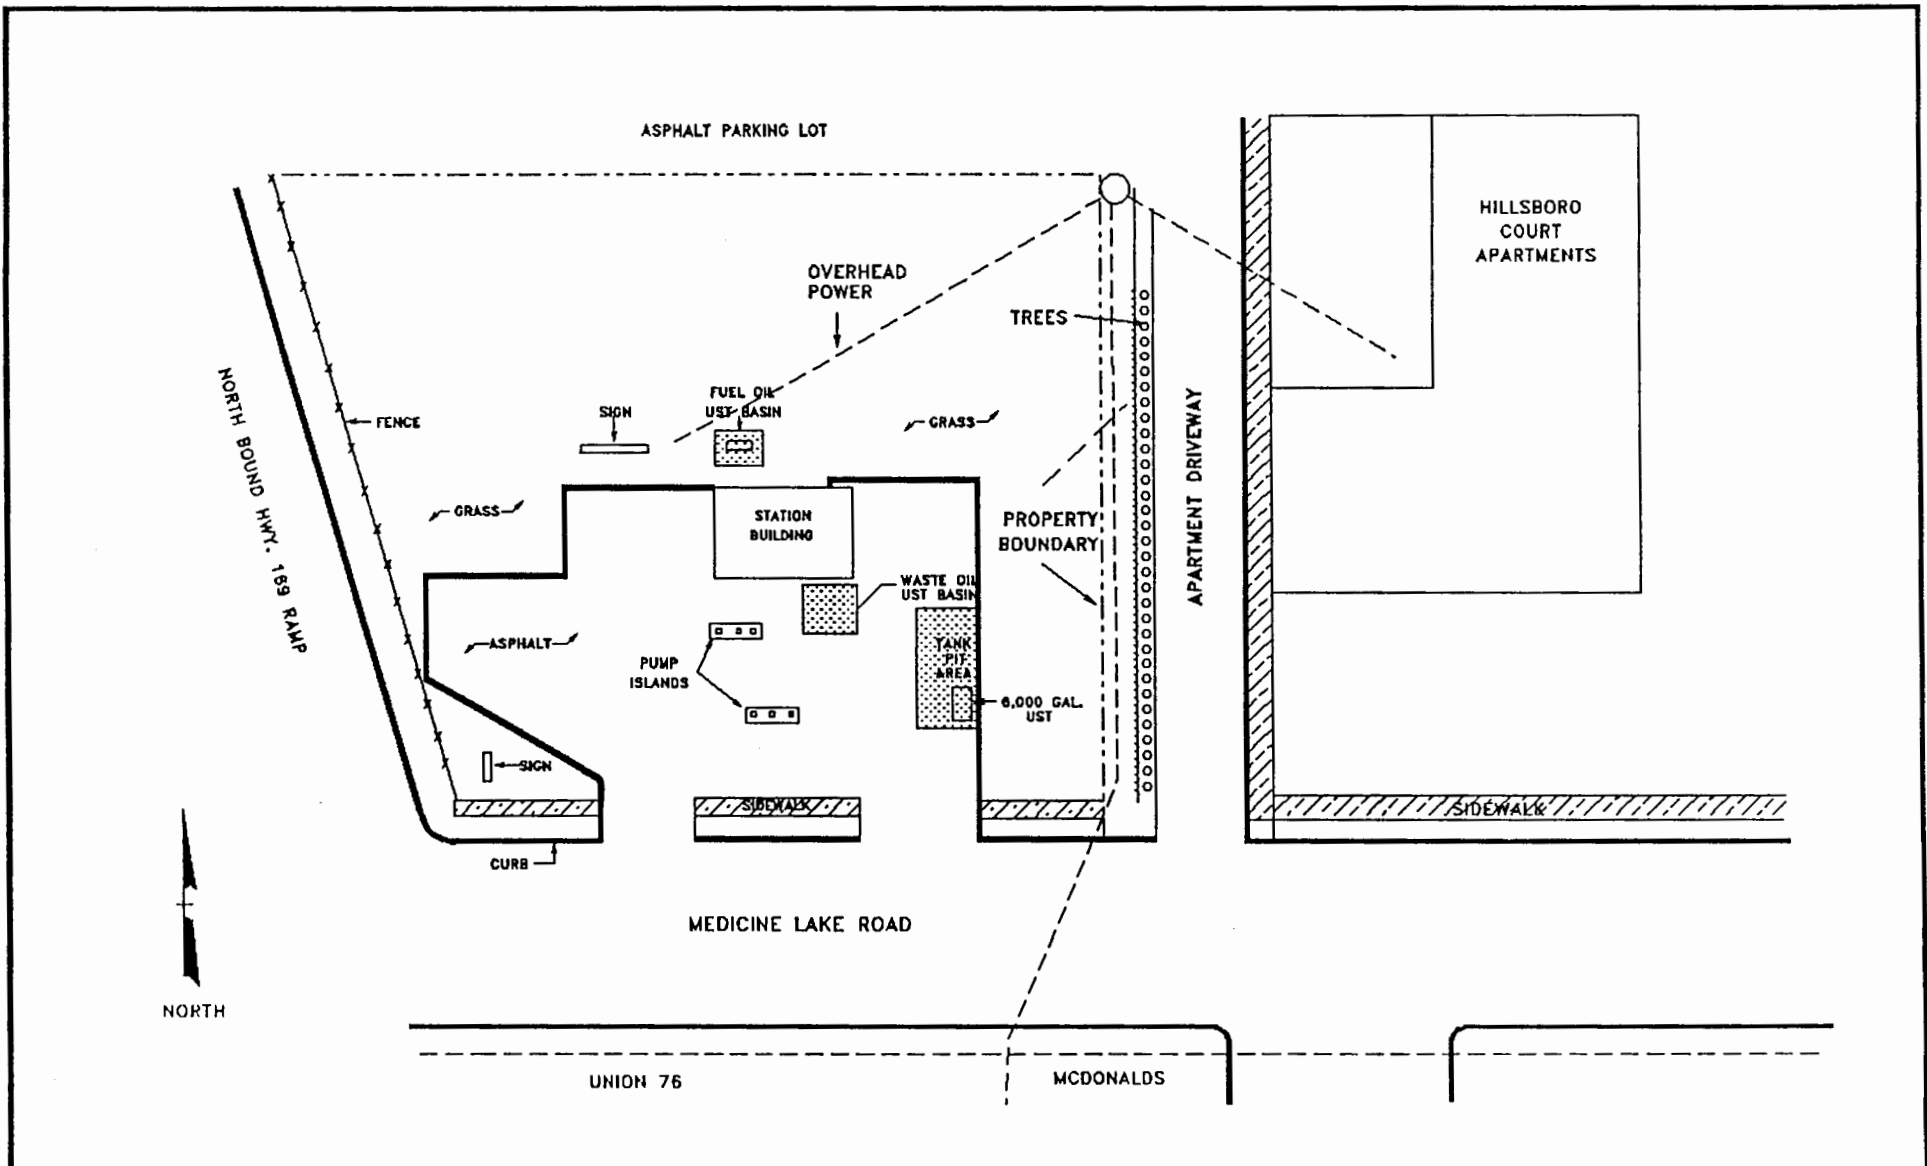 ASPHALT PARKING LOT
HILLSBORO
COURT
APARTMENTS
OVERHEAD
POWER
TREES
NORTH BOUND HWY. 169 RAMP
FENCE
SIGN
FUEL OIL
UST BASIN
GRASS
APARTMENT DRIVEWAY
GRASS
STATION
BUILDING
PROPERTY
BOUNDARY
WASTE OIL
UST BASIN
ASPHALT
TANK
PIT
AREA
PUMP
ISLANDS
6,000 GAL.
UST
SIGN
SIDEWALK
SIDEWALK
CURB
MEDICINE LAKE ROAD
NORTH
UNION 76
MCDONALDS